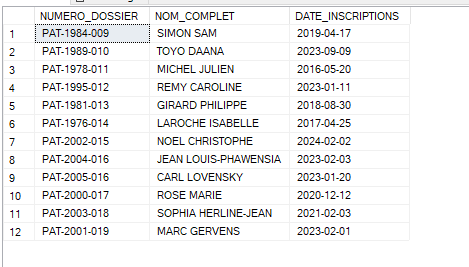 NUMERO_DOSSIER NOM_COMPLET DATE_INSCRIPTIONS
1 PAT-1984-009 SIMON SAM 2019-04-17
2 PAT-1989-010 TOYO DAANA 2023-09-09
3 PAT-1978-011 MICHEL JULIEN 2016-05-20
4 PAT-1995-012 REMY CAROLINE 2023-01-11
5 PAT-1981-013 GIRARD PHILIPPE 2018-08-30
6 PAT-1976-014 LAROCHE ISABELLE 2017-04-25
7 PAT-2002-015 NOEL CHRISTOPHE 2024-02-02
8 PAT-2004-016 JEAN LOUIS-PHAWENSIA 2023-02-03
9 PAT-2005-016 CARL LOVENSKY 2023-01-20
10 PAT-2000-017 ROSE MARIE 2020-12-12
11 PAT-2003-018 SOPHIA HERLINE-JEAN 2021-02-03
12 PAT-2001-019 MARC GERVENS 2023-02-01